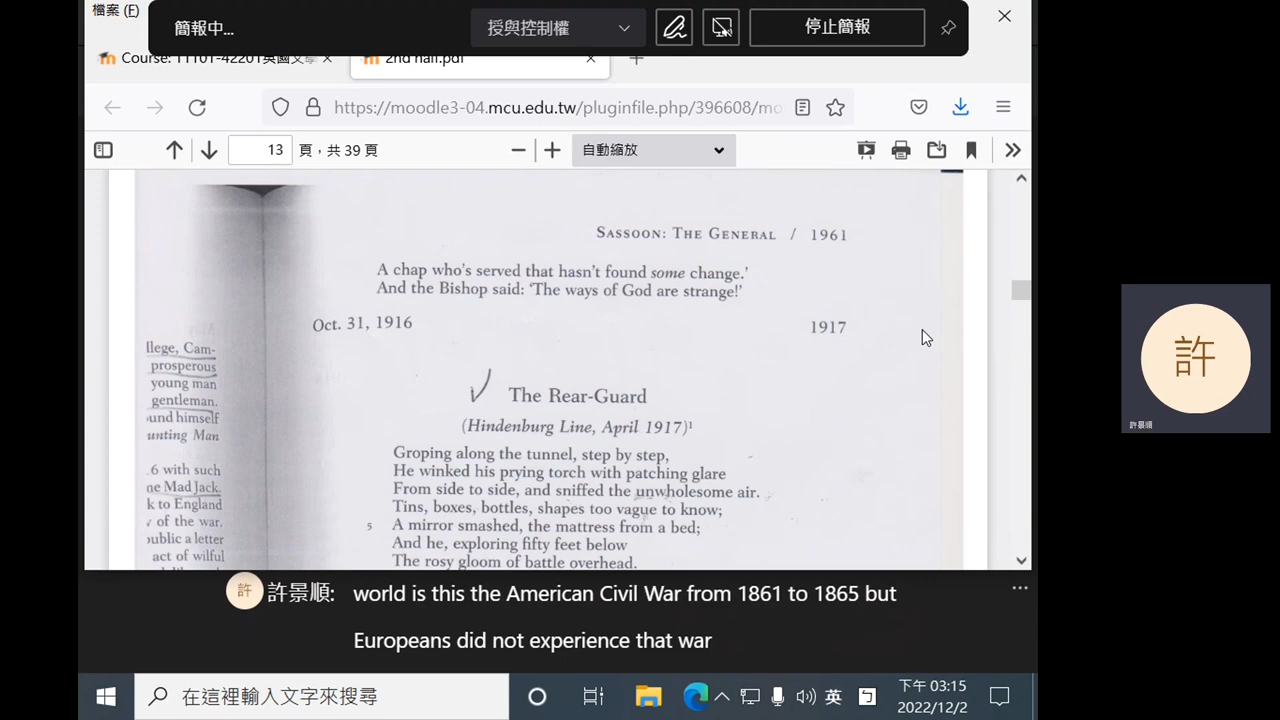 檔案 (F)
簡報中...
授與控制權
停止簡報
Course: 11101-42201英國文學
2nd half.pdf
https://moodle3-04.mcu.edu.tw/pluginfile.php/396608/mo
13 頁，共 39 頁
自動縮放
SASSOON: THE GENERAL / 1961
A chap who's served that hasn't found some change.'
And the Bishop said: 'The ways of God are strange!'
Oct. 31, 1916
1917
llege, Cam-
prosperous
young man
gentleman.
und himself
unting Man
6 with such
ne Mad Jack.
k to England
of the war.
public a letter
act of wilful
The Rear-Guard
(Hindenburg Line, April 1917)¹
Groping along the tunnel, step by step,
He winked his prying torch with patching glare
From side to side, and sniffed the unwholesome air.
Tins, boxes, bottles, shapes too vague to know;
5 A mirror smashed, the mattress from a bed;
And he, exploring fifty feet below
The rosy gloom of battle overhead.
許
許景順
許
許景順:
world is this the American Civil War from 1861 to 1865 but
Europeans did not experience that war
在這裡輸入文字來搜尋
英
下午 03:15
2022/12/2